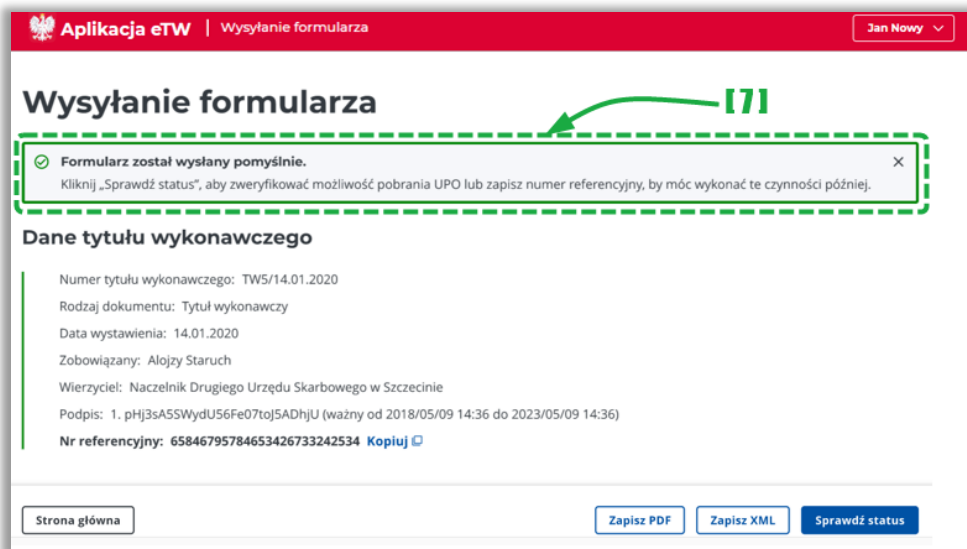 Aplikacja eTW | Wysyłanie formularza
Jan Nowy
Wysyłanie formularza
[7]
Formularz został wysłany pomyślnie.
Kliknij „Sprawdź status”, aby zweryfikować możliwość pobrania UPO lub zapisz numer referencyjny, by móc wykonać te czynności później.
Dane tytułu wykonawczego
Numer tytułu wykonawczego: TW5/14.01.2020
Rodzaj dokumentu: Tytuł wykonawczy
Data wystawienia: 14.01.2020
Zobowiązany: Alojzy Staruch
Wierzyciel: Naczelnik Drugiego Urzędu Skarbowego w Szczecinie
Podpis: 1. pHj3sA5SWydU56Fe07toJ5ADhjU (ważny od 2018/05/09 14:36 do 2023/05/09 14:36)
Nr referencyjny: 65846795784653426733242534 Kopiuj
Strona główna
Zapisz PDF
Zapisz XML
Sprawdź status